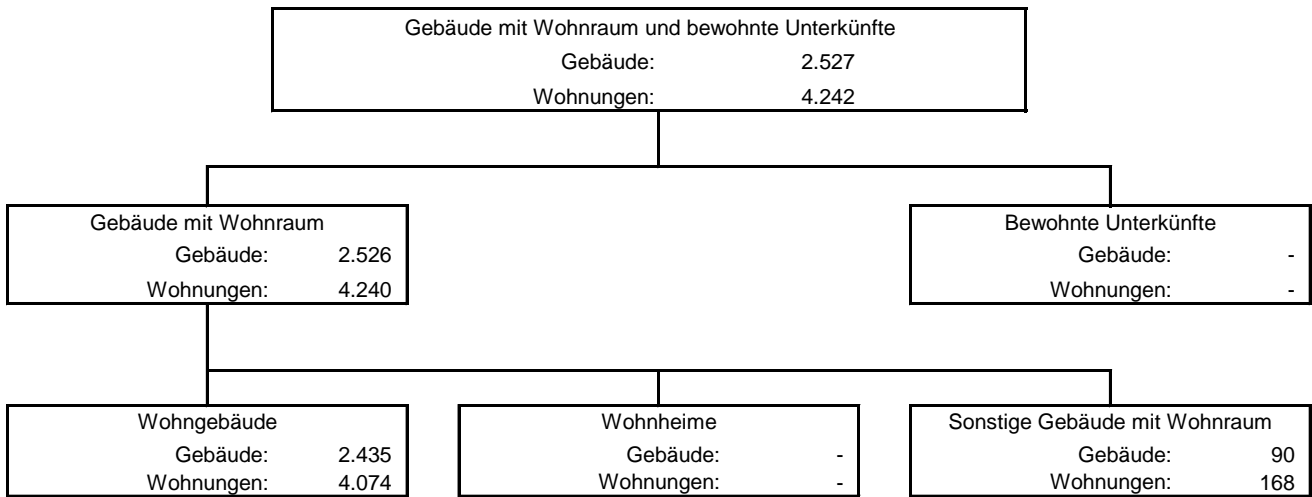 Gebäude mit Wohnraum und bewohnte Unterkünfte
Gebäude: 2.527
Wohnungen: 4.242
Gebäude mit Wohnraum
Gebäude: 2.526
Wohnungen: 4.240
Bewohnte Unterkünfte
Gebäude: -
Wohnungen: -
Wohngebäude
Gebäude: 2.435
Wohnungen: 4.074
Wohnheime
Gebäude: -
Wohnungen: -
Sonstige Gebäude mit Wohnraum
Gebäude: 90
Wohnungen: 168